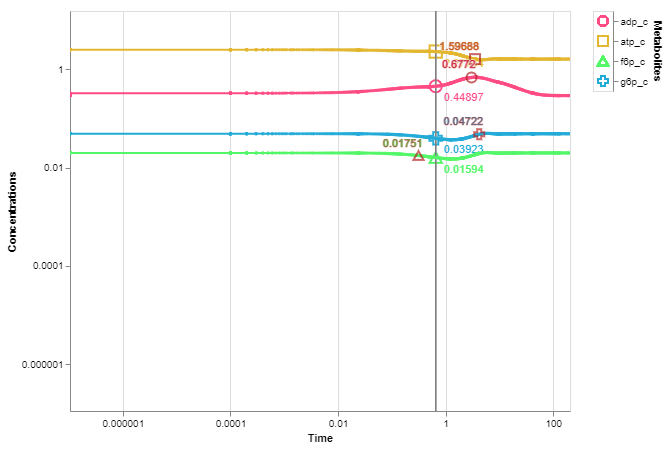 adp_c
atp_c
f6p_c
g6p_c
Metabolites
1.59688
0.6772
0.44897
0.04722
0.01751
0.03923
0.01594
1
0.01
0.0001
0.000001
Concentrations
0.000001
0.0001
0.01
1
100
Time